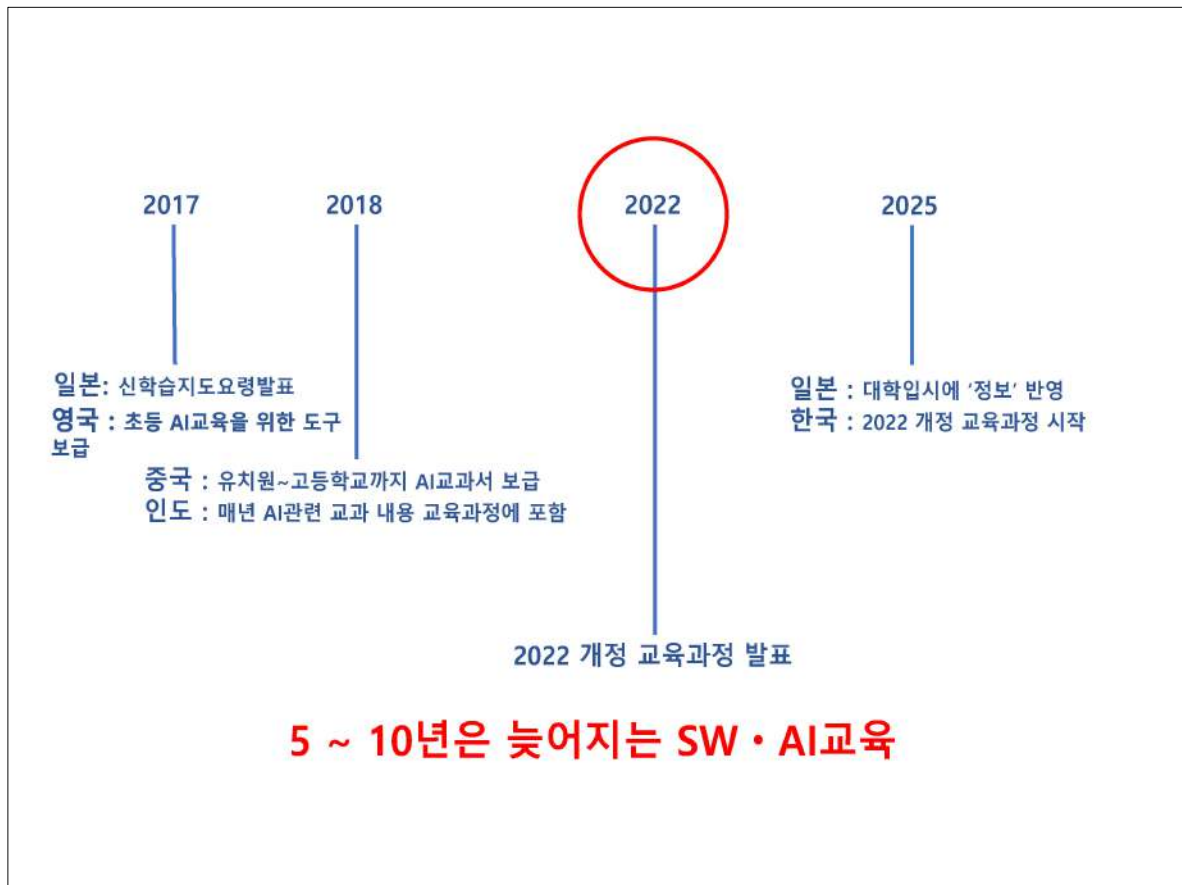 2017
2018
2022
2025
일본: 신학습지도요령발표
영국 : 초등 AI교육을 위한 도구
보급
중국 : 유치원~고등학교까지 AI교과서 보급
인도 : 매년 AI관련 교과 내용 교육과정에 포함
일본 : 대학입시에 ‘정보’ 반영
한국 : 2022 개정 교육과정 시작
2022 개정 교육과정 발표
5 ~ 10년은 늦어지는 SW・AI교육